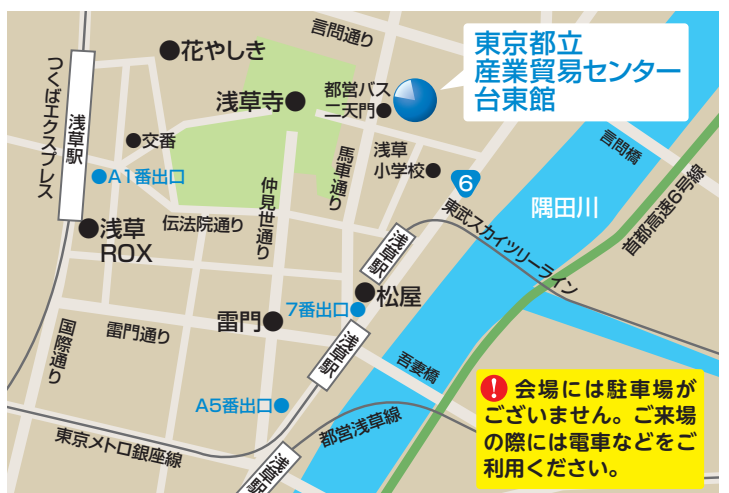 言問通り
花やしき
東京都立
産業貿易センター
台東館
つくばエクスプレス
浅草駅
浅草寺
都営バス
二天門
交番
A1番出口
馬車通り
浅草
小学校
6
言問橋
仲見世通り
隅田川
首都高速6号線
浅草
ROX
伝法院通り
東武スカイツリーライン
浅草駅
松屋
7番出口
雷門
国際通り
雷門通り
浅草駅
吾妻橋
A5番出口
都営浅草線
東京メトロ銀座線
浅草駅
! 会場には駐車場が
ございません。ご来場
の際には電車などをご
利用ください。